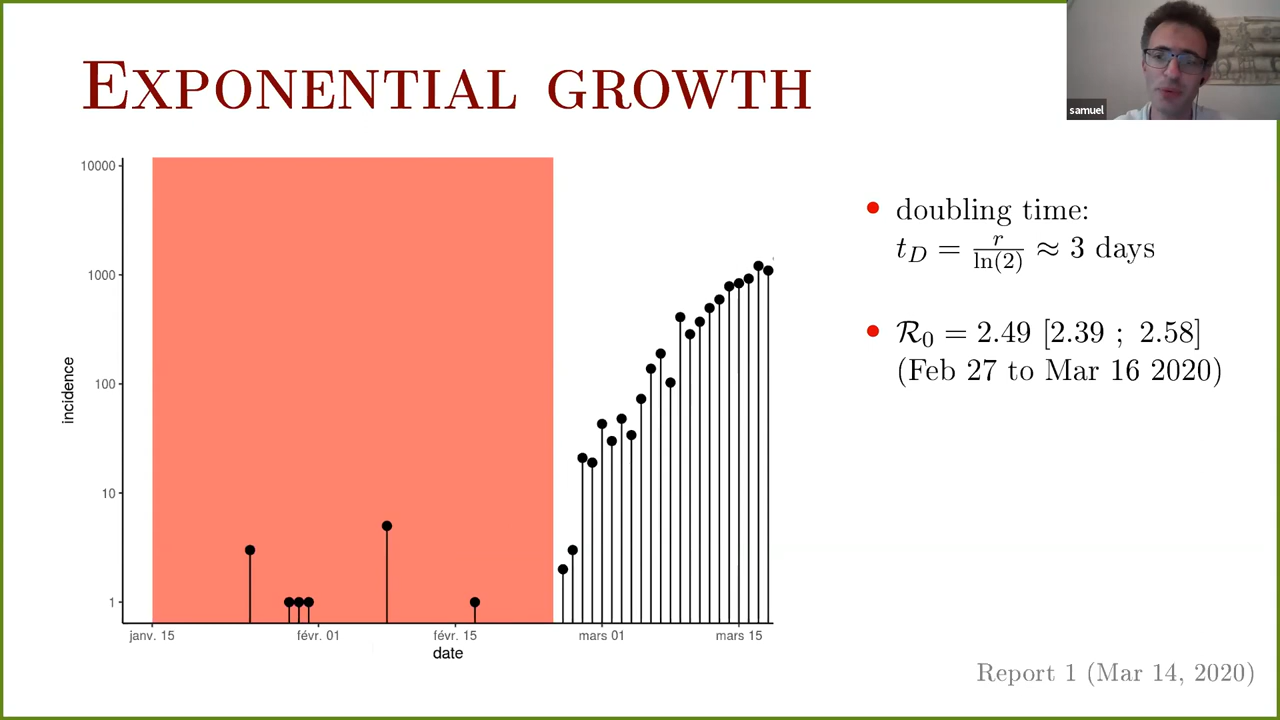 EXPONENTIAL GROWTH
samuel
10000
1000
100
10
1
incidence
janv. 15
févr. 01
févr. 15
mars 01
mars 15
date
doubling time:
t_D = r/ln(2) ≈ 3 days
R_0 = 2.49 [2.39 ; 2.58]
(Feb 27 to Mar 16 2020)
Report 1 (Mar 14, 2020)